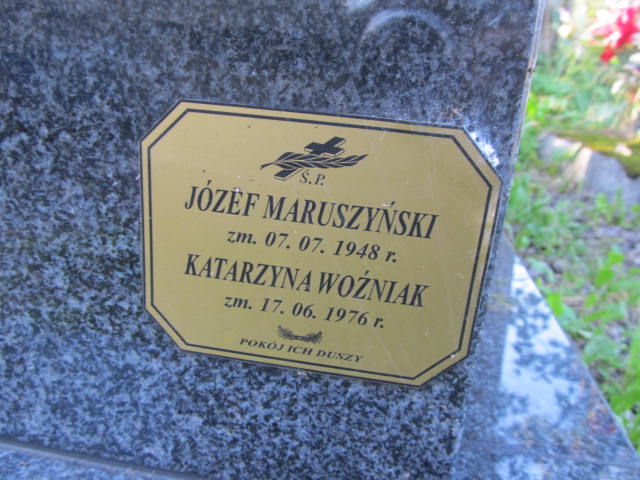 Ś.P.
JÓZEF MARUSZYŃSKI
zm. 07. 07. 1948 r.
KATARZYNA WOŹNIAK
zm. 17. 06. 1976 r.
POKÓJ ICH DUSZY